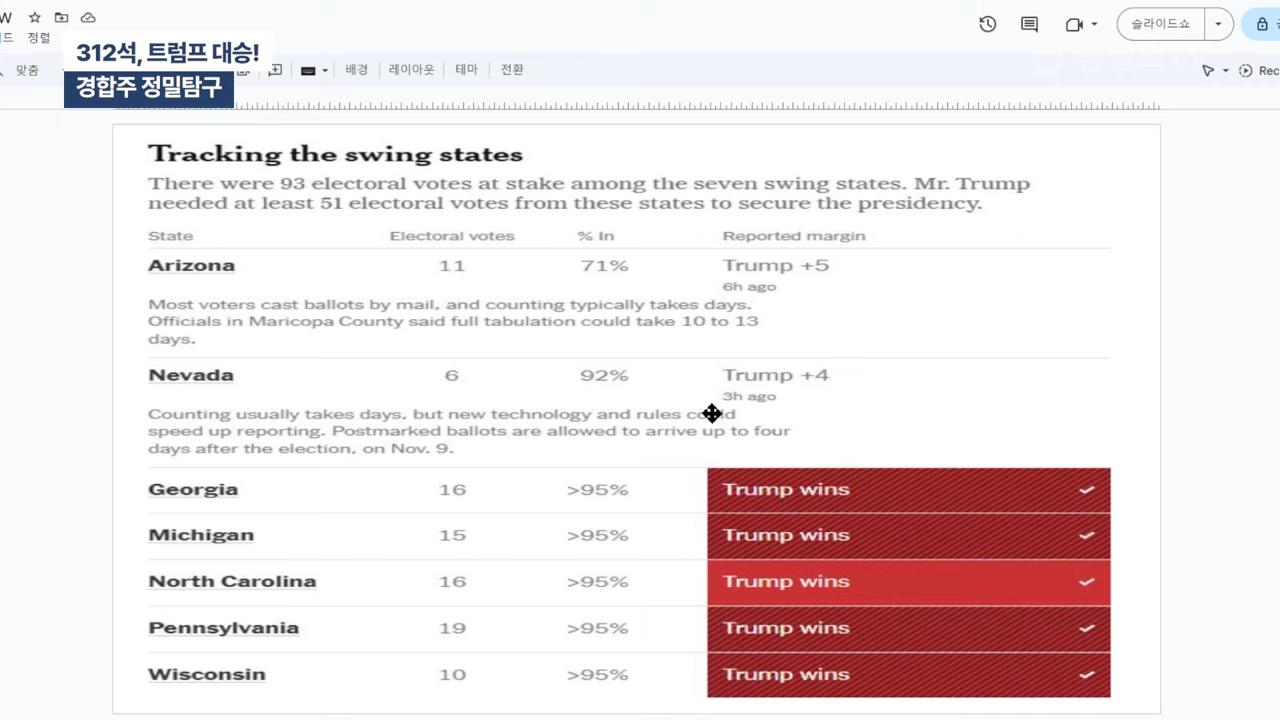 슬라이드쇼
정렬
312석, 트럼프 대승!
경합주 정밀탐구
맞춤
배경
레이아웃
테마
전환
Rec
Tracking the swing states
There were 93 electoral votes at stake among the seven swing states. Mr. Trump
needed at least 51 electoral votes from these states to secure the presidency.
State Electoral votes % In Reported margin
Arizona 11 71% Trump +5
6h ago
Most voters cast ballots by mail, and counting typically takes days.
Officials in Maricopa County said full tabulation could take 10 to 13
days.
Nevada 6 92% Trump +4
3h ago
Counting usually takes days, but new technology and rules could
speed up reporting. Postmarked ballots are allowed to arrive up to four
days after the election, on Nov. 9.
Georgia 16 >95% Trump wins
Michigan 15 >95% Trump wins
North Carolina 16 >95% Trump wins
Pennsylvania 19 >95% Trump wins
Wisconsin 10 >95% Trump wins